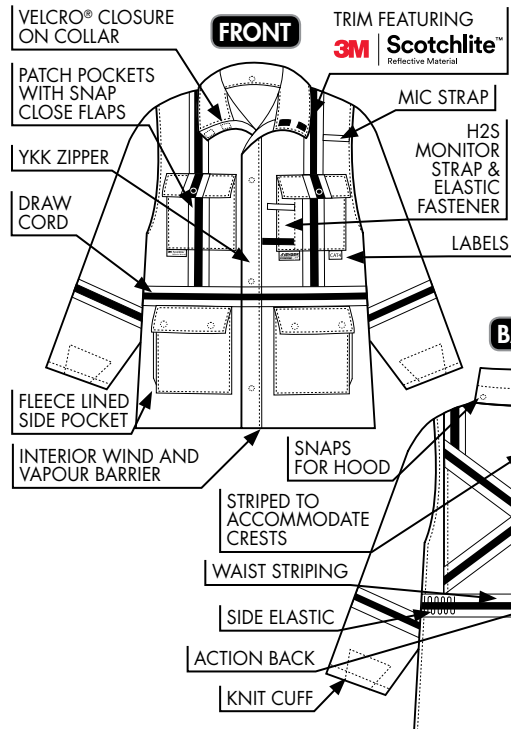 VELCRO® CLOSURE
ON COLLAR
FRONT
TRIM FEATURING
3M Scotchlite™
Reflective Material
PATCH POCKETS
WITH SNAP
CLOSE FLAPS
MIC STRAP
YKK ZIPPER
H2S
MONITOR
STRAP &
ELASTIC
FASTENER
DRAW
CORD
LABELS
CAT4
FLEECE LINED
SIDE POCKET
INTERIOR WIND AND
VAPOUR BARRIER
SNAPS
FOR HOOD
STRIPED TO
ACCOMMODATE
CRESTS
WAIST STRIPING
SIDE ELASTIC
ACTION BACK
KNIT CUFF